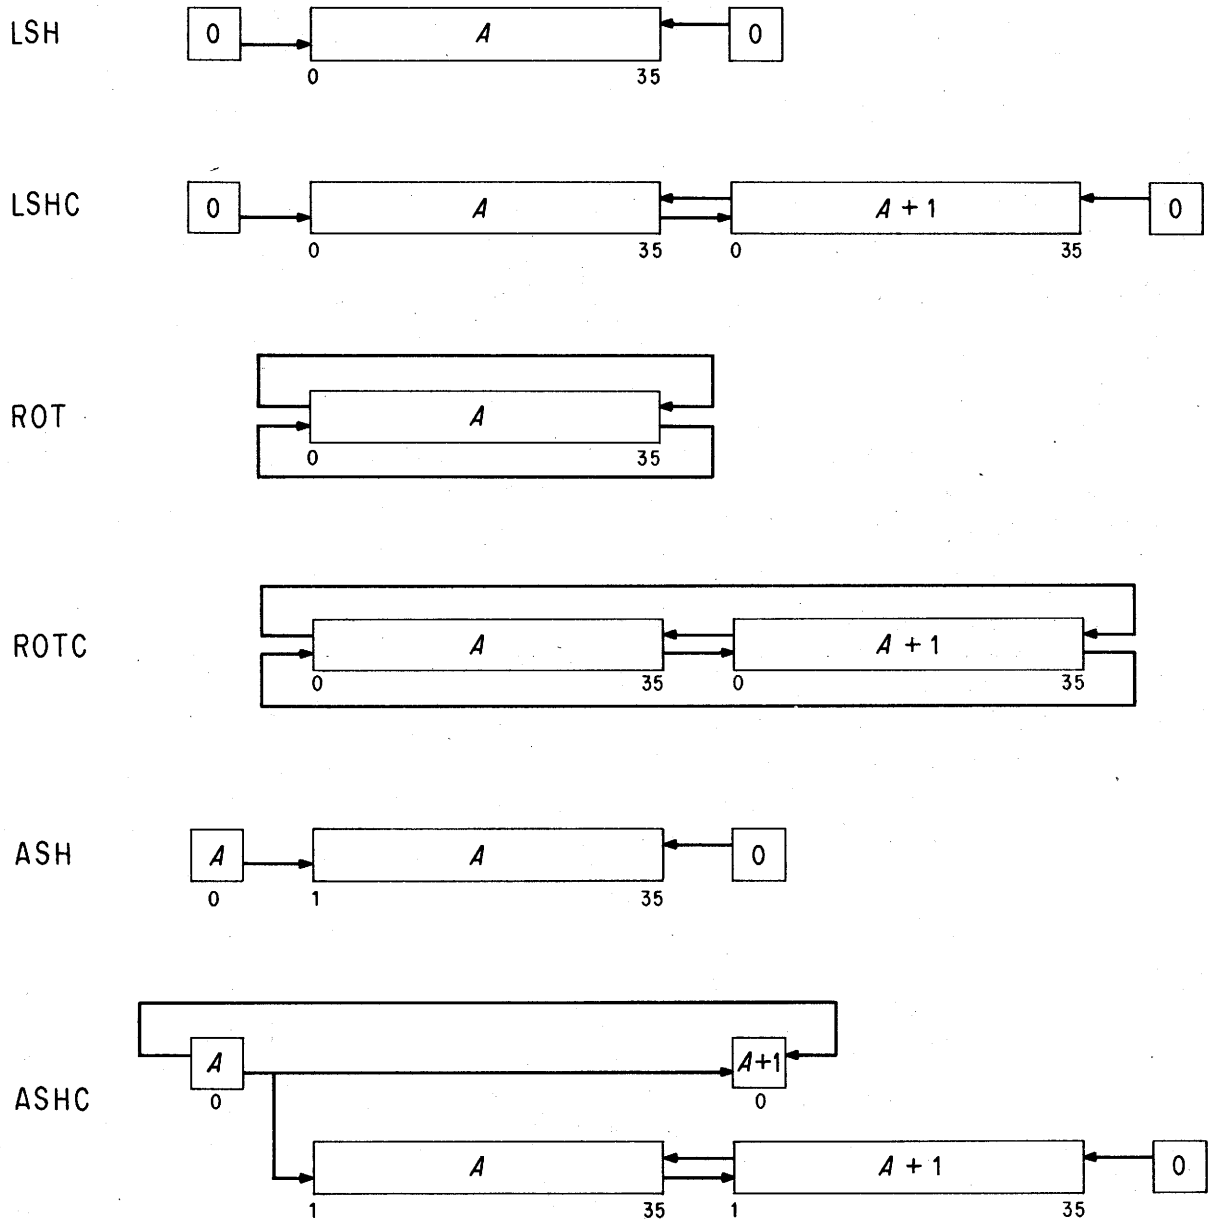 LSH 0 A 0
0 35
LSHC 0 A A + 1 0
0 35 0 35
ROT A
0 35
ROTC A A + 1
0 35 0 35
ASH A A 0
0 1 35
A A+1
ASHC 0 0
A A + 1 0
1 35 1 35